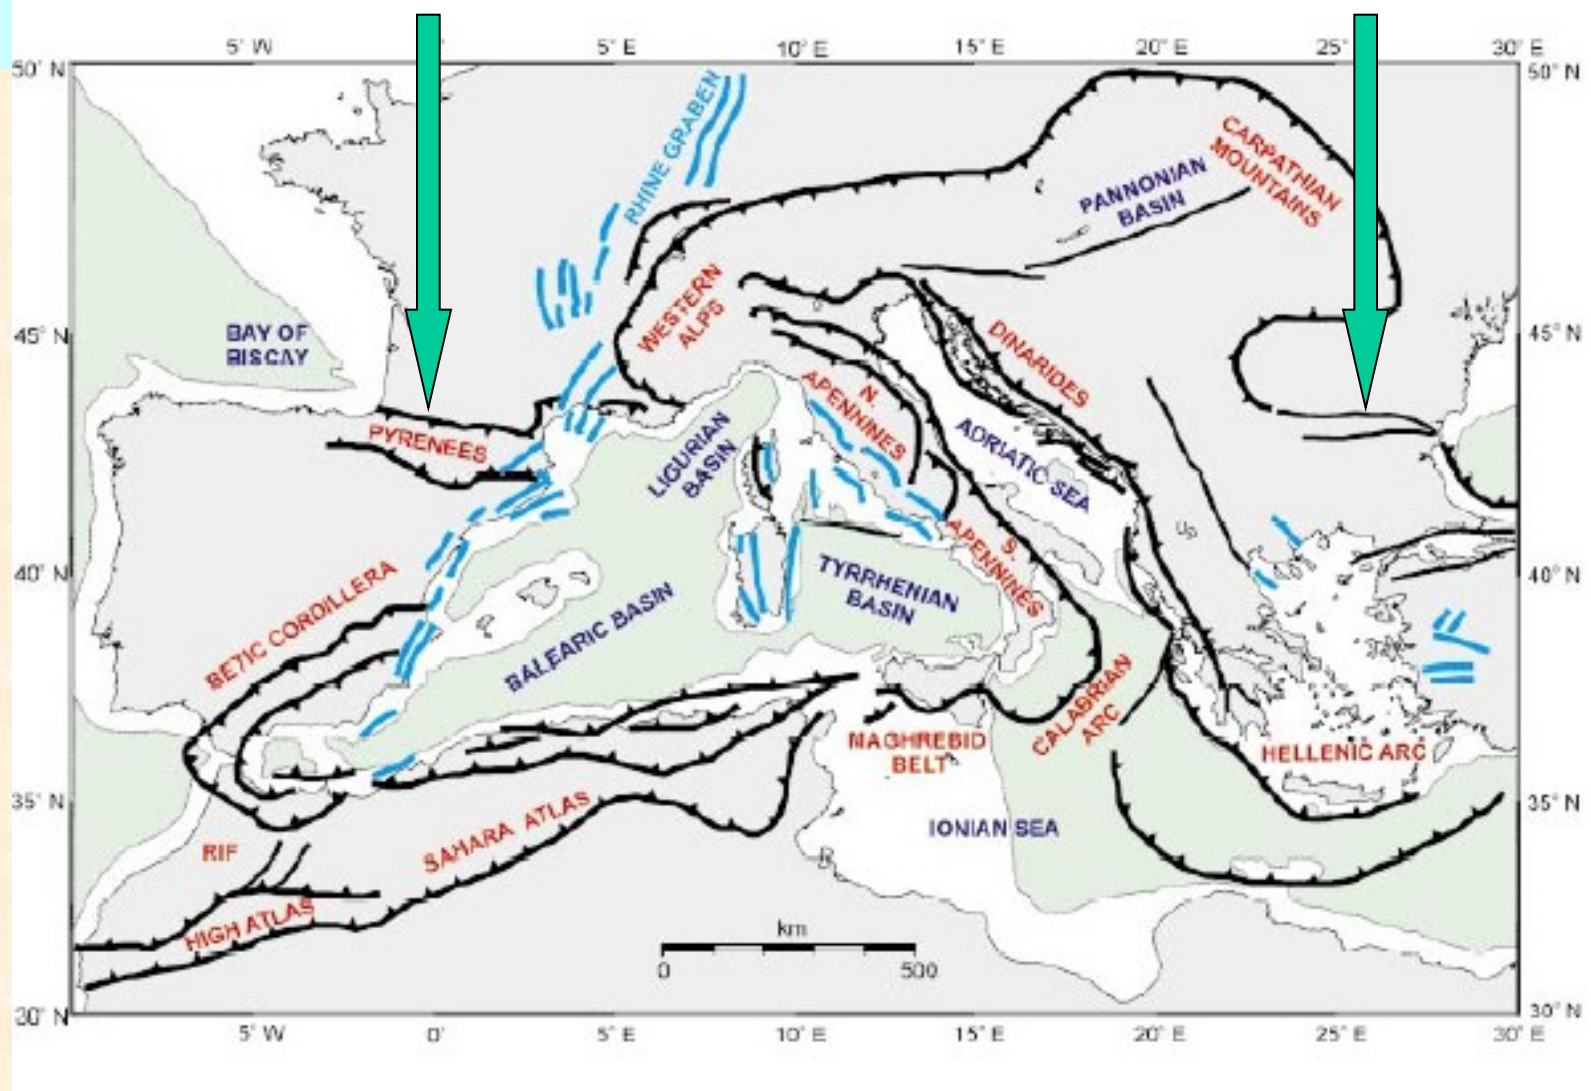 5° W
5° E
10° E
15° E
20° E
25°
30° E
50° N
50° N
RHINE GRABEN
CARPATHIAN
MOUNTAINS
PANNONIAN
BASIN
WESTERN
ALPS
BAY OF
BISCAY
45° N
45° N
DINARIDES
N.
APENNINES
PYRENEES
LIGURIAN
BASIN
ADRIATIC SEA
S.
APENNINES
40° N
40° N
TYRRHENIAN
BASIN
BETIC CORDILLERA
BALEARIC BASIN
CALABRIAN
ARC
MAGHREBID
BELT
HELLENIC ARC
35° N
35° N
IONIAN SEA
SAHARA ATLAS
RIF
HIGH ATLAS
km
0
500
30° N
30° N
5° W
0°
5° E
10° E
15° E
20° E
25° E
30° E